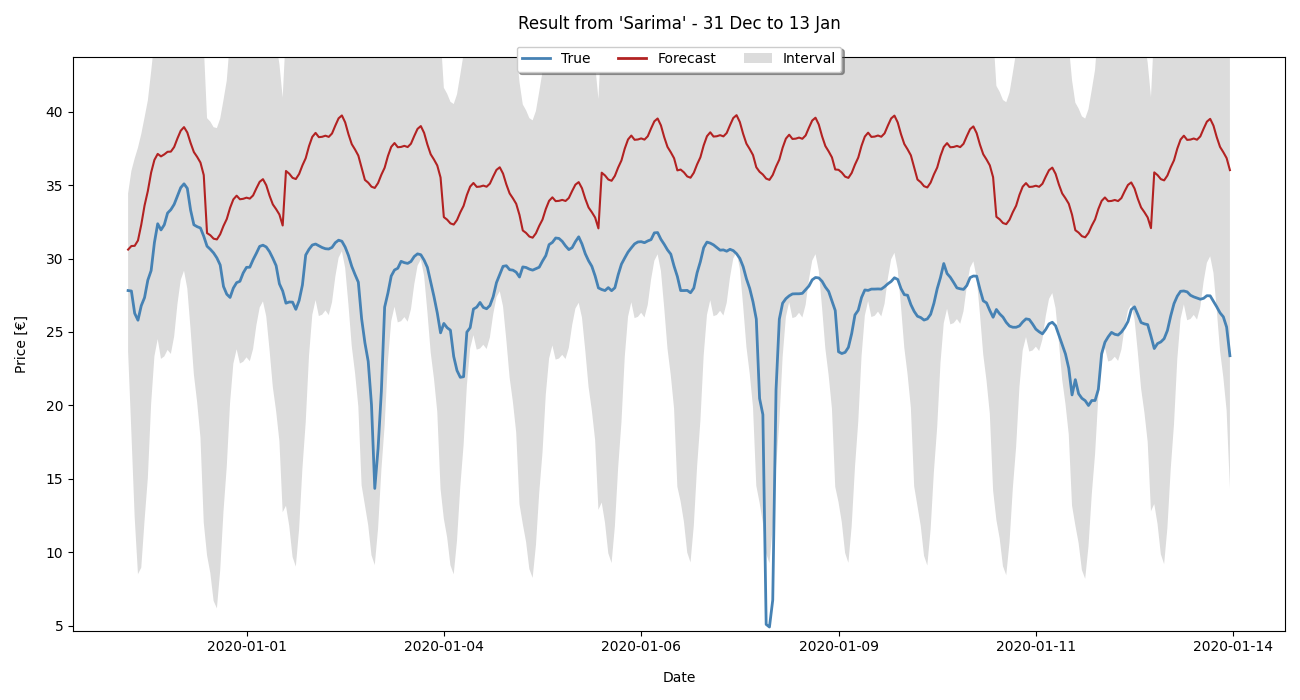 Result from 'Sarima' - 31 Dec to 13 Jan
True Forecast Interval
40
35
30
25
20
15
10
5
Price [€]
2020-01-01 2020-01-04 2020-01-06 2020-01-09 2020-01-11 2020-01-14
Date